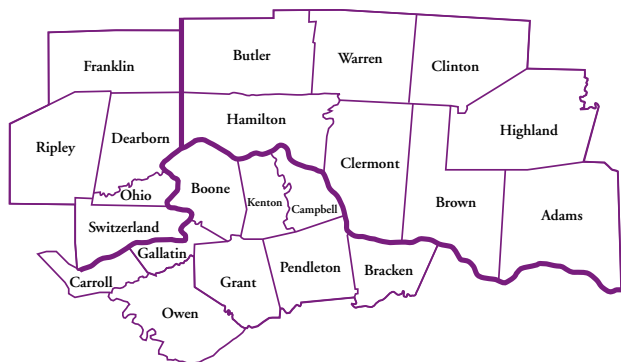 Butler
Warren
Clinton
Franklin
Hamilton
Highland
Dearborn
Ripley
Clermont
Ohio
Boone
Kenton
Campbell
Brown
Adams
Switzerland
Gallatin
Carroll
Grant
Pendleton
Bracken
Owen